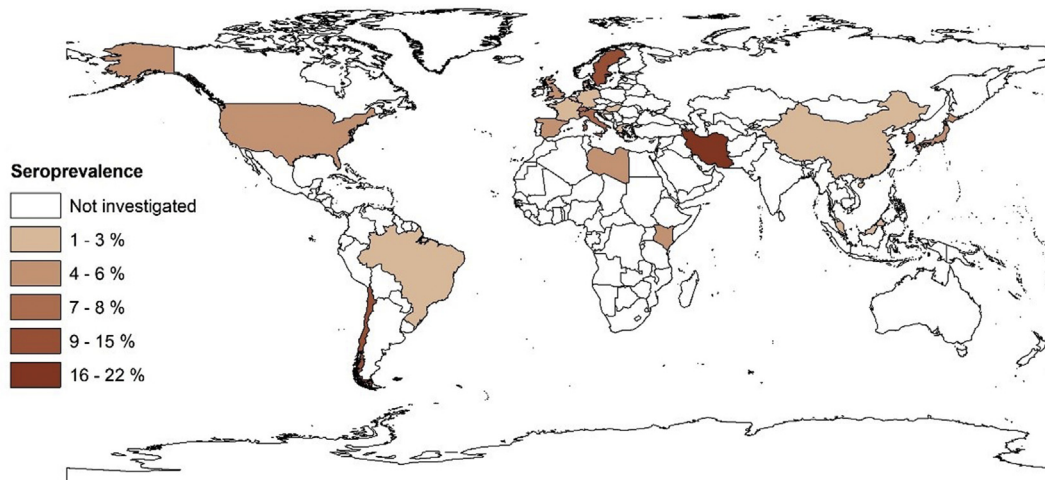 Seroprevalence
Not investigated
1 - 3 %
4 - 6 %
7 - 8 %
9 - 15 %
16 - 22 %